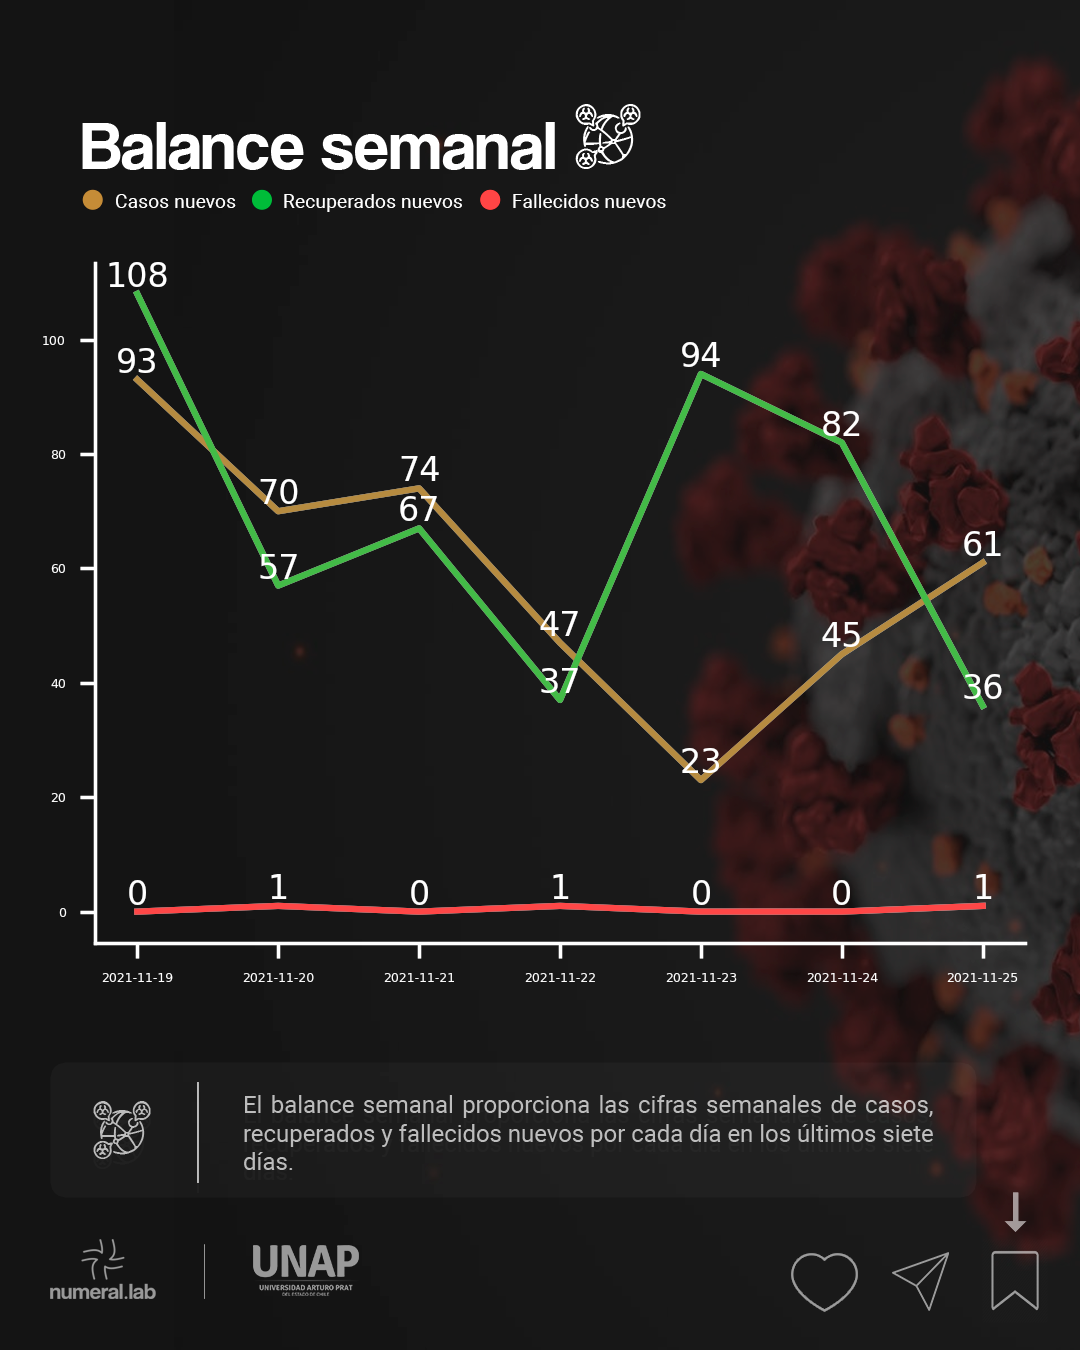 Balance semanal
Casos nuevos Recuperados nuevos Fallecidos nuevos
108
100
93
94
82
80
74
70
67
61
60
57
47
45
40
37
36
23
20
0 1 0 1 0 0 1
0
2021-11-19 2021-11-20 2021-11-21 2021-11-22 2021-11-23 2021-11-24 2021-11-25
El balance semanal proporciona las cifras semanales de casos,
recuperados y fallecidos nuevos por cada día en los últimos siete
días.
numeral.lab
UNAP
UNIVERSIDAD ARTURO PRAT
DEL ESTADO DE CHILE